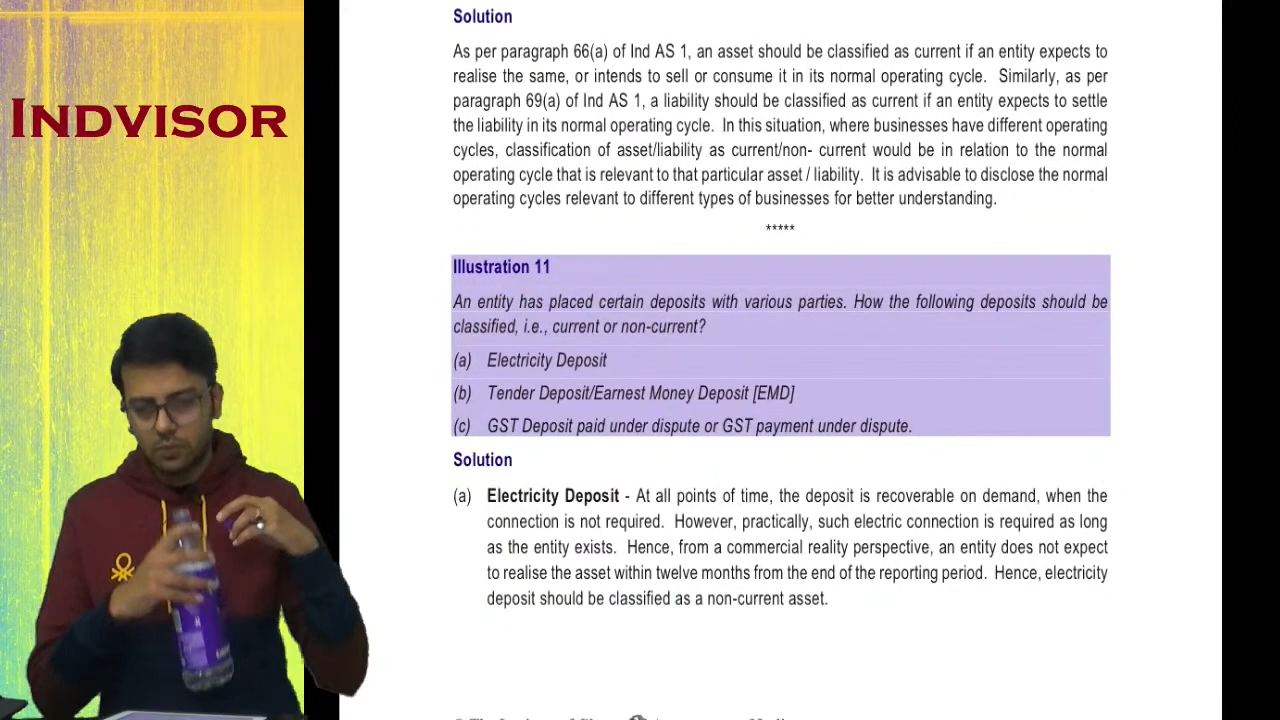 INDVISOR
Solution
As per paragraph 66(a) of Ind AS 1, an asset should be classified as current if an entity expects to
realise the same, or intends to sell or consume it in its normal operating cycle. Similarly, as per
paragraph 69(a) of Ind AS 1, a liability should be classified as current if an entity expects to settle
the liability in its normal operating cycle. In this situation, where businesses have different operating
cycles, classification of asset/liability as current/non- current would be in relation to the normal
operating cycle that is relevant to that particular asset / liability. It is advisable to disclose the normal
operating cycles relevant to different types of businesses for better understanding.
*****
Illustration 11
An entity has placed certain deposits with various parties. How the following deposits should be
classified, i.e., current or non-current?
(a) Electricity Deposit
(b) Tender Deposit/Earnest Money Deposit [EMD]
(c) GST Deposit paid under dispute or GST payment under dispute.
Solution
(a) Electricity Deposit - At all points of time, the deposit is recoverable on demand, when the
connection is not required. However, practically, such electric connection is required as long
as the entity exists. Hence, from a commercial reality perspective, an entity does not expect
to realise the asset within twelve months from the end of the reporting period. Hence, electricity
deposit should be classified as a non-current asset.